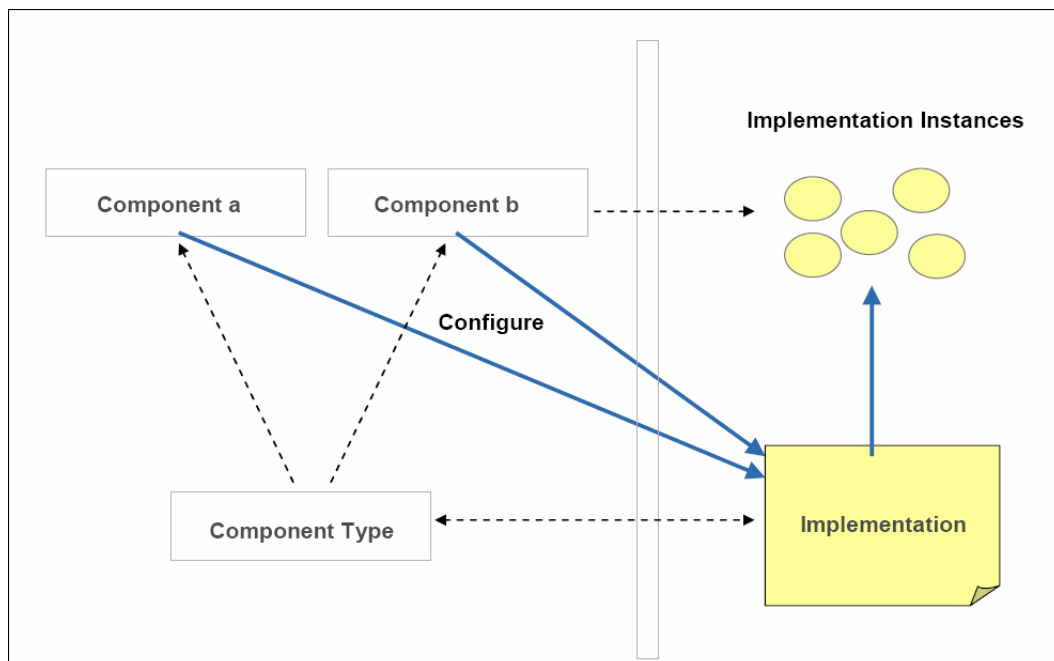 Implementation Instances
Component a
Component b
Configure
Component Type
Implementation